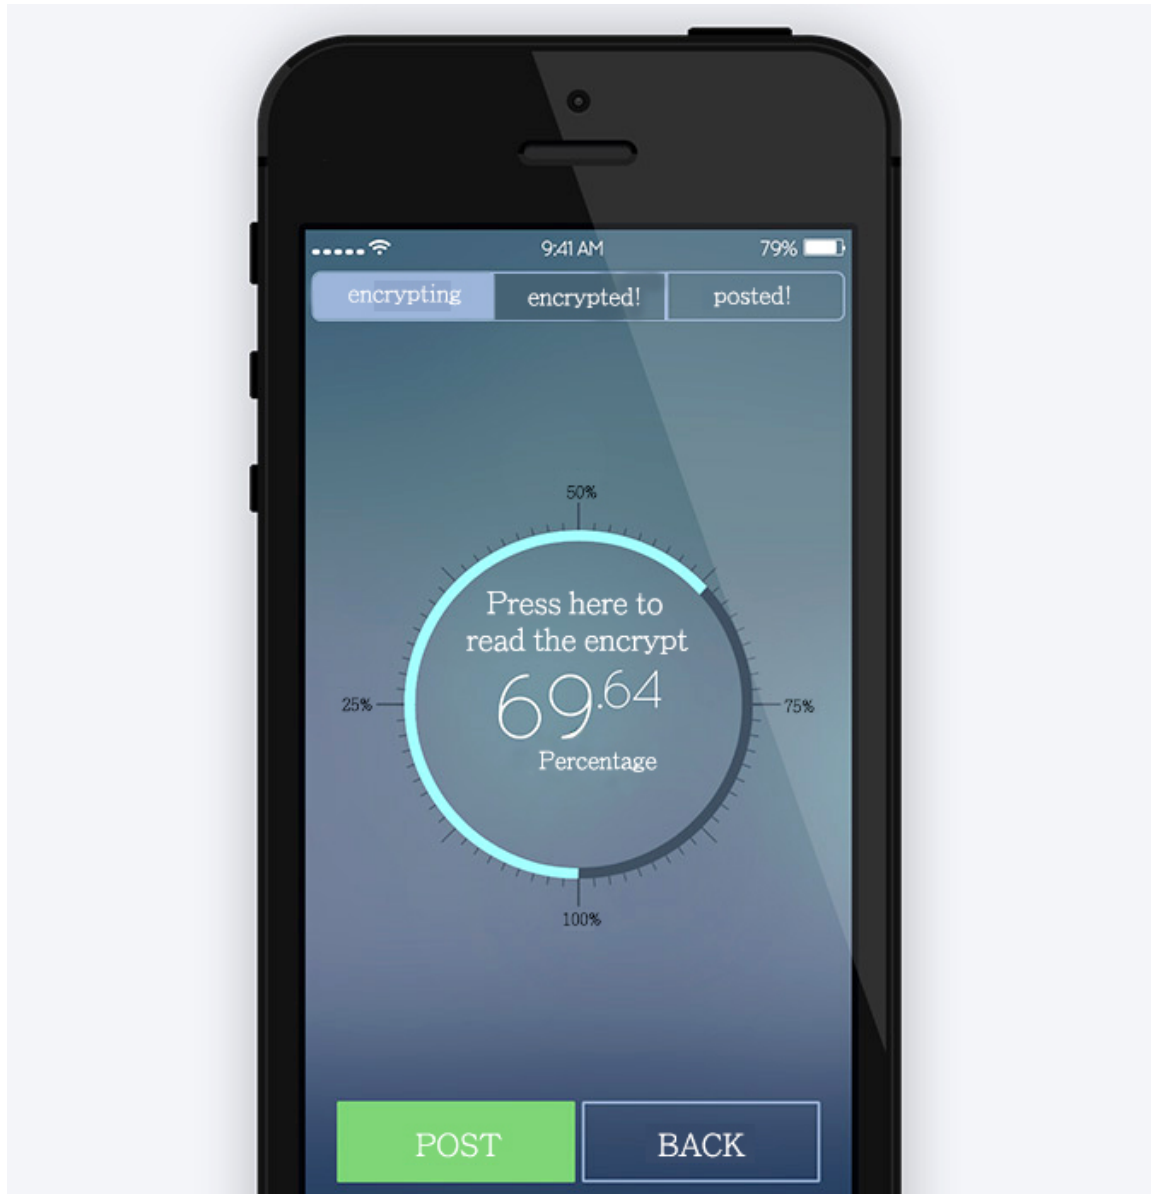 9:41 AM 79%
encrypting encrypted! posted!
50%
Press here to
read the encrypt
69.64
25% 75%
Percentage
100%
POST BACK